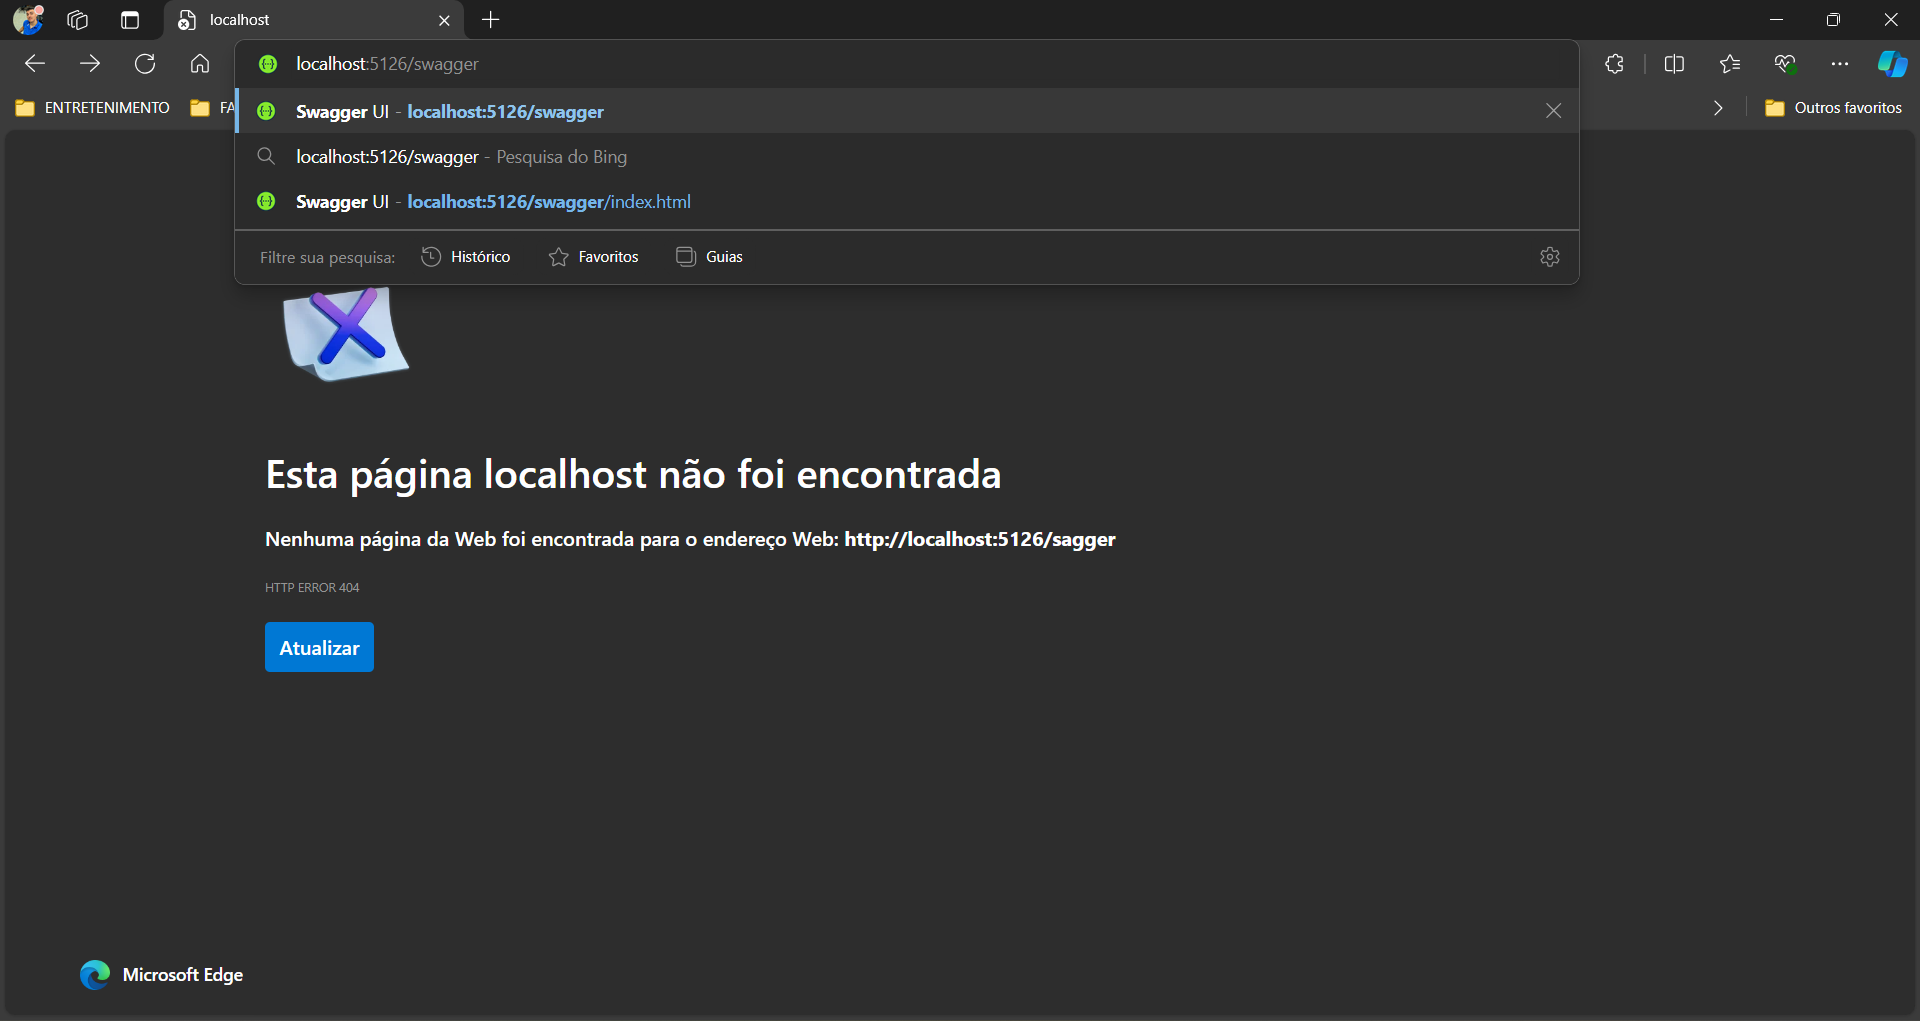 localhost
localhost:5126/swagger
ENTRETENIMENTO FA
Swagger UI - localhost:5126/swagger
Outros favoritos
localhost:5126/swagger - Pesquisa do Bing
Swagger UI - localhost:5126/swagger/index.html
Filtre sua pesquisa: Histórico Favoritos Guias
Esta página localhost não foi encontrada
Nenhuma página da Web foi encontrada para o endereço Web: http://localhost:5126/sagger
HTTP ERROR 404
Atualizar
Microsoft Edge